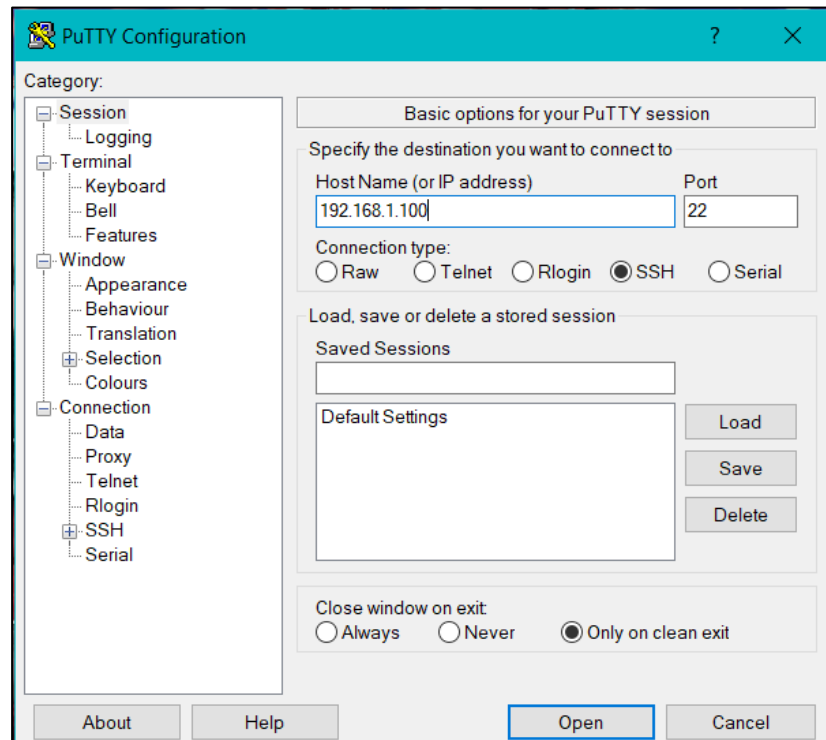 PuTTY Configuration
?
Category:
Session
Logging
Terminal
Keyboard
Bell
Features
Window
Appearance
Behaviour
Translation
Selection
Colours
Connection
Data
Proxy
Telnet
Rlogin
SSH
Serial
Basic options for your PuTTY session
Specify the destination you want to connect to
Host Name (or IP address) Port
192.168.1.100 22
Connection type:
Raw Telnet Rlogin SSH Serial
Load, save or delete a stored session
Saved Sessions
Default Settings
Load
Save
Delete
Close window on exit:
Always Never Only on clean exit
About Help Open Cancel